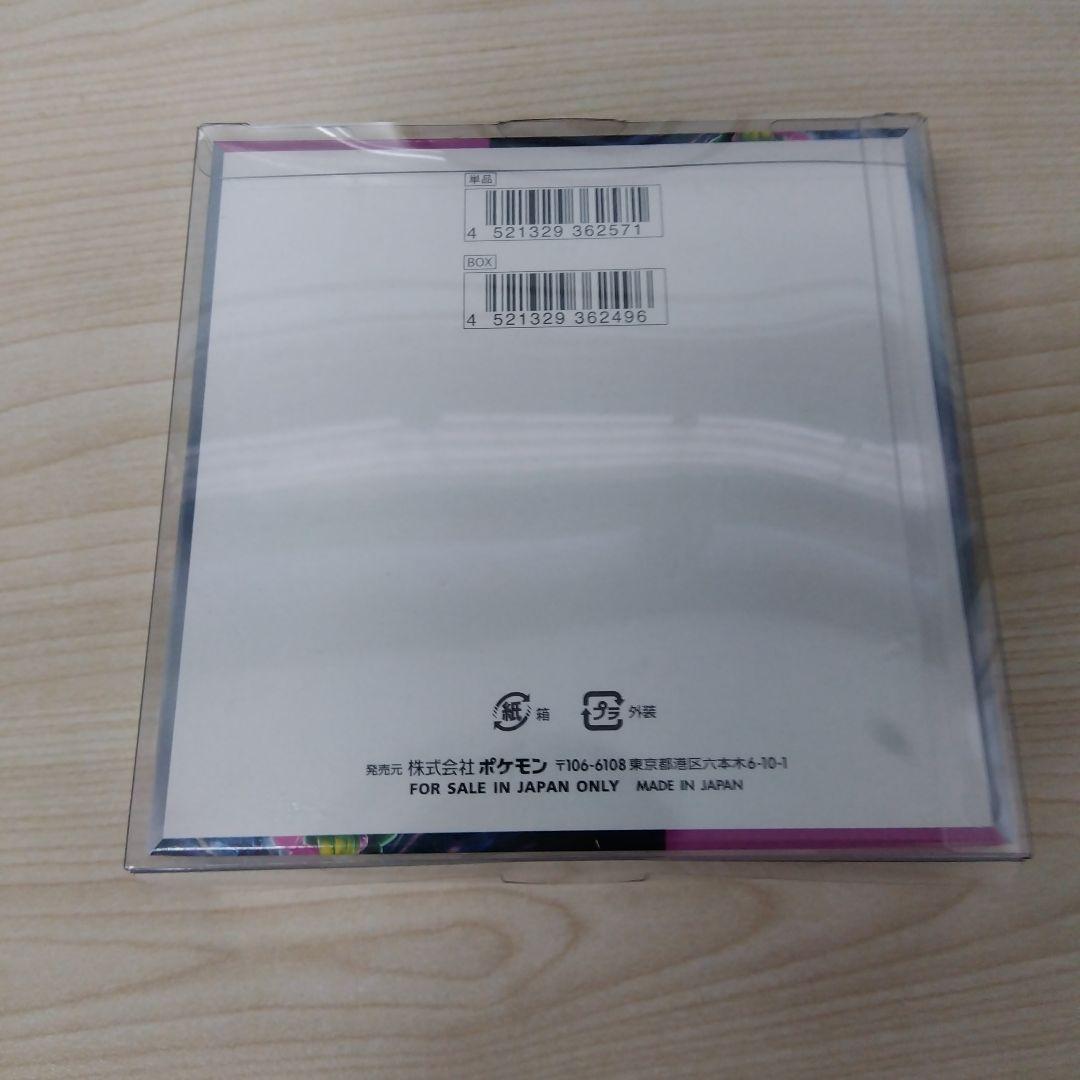 単品
4 521329 362571
BOX
4 521329 362496
紙 箱 プラ 外装
発売元 株式会社 ポケモン 〒106-6108 東京都港区六本木6-10-1
FOR SALE IN JAPAN ONLY MADE IN JAPAN